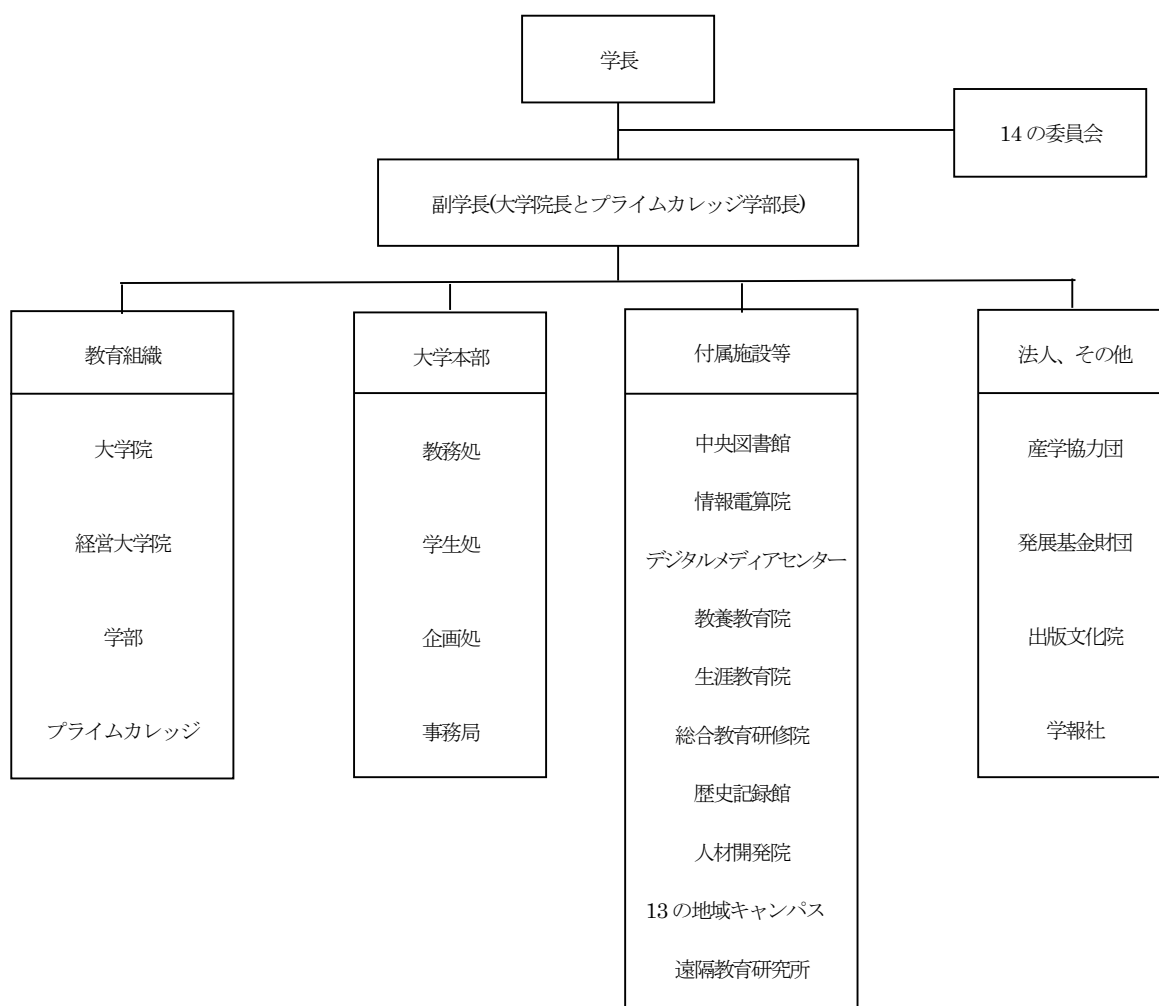 学長
14の委員会
副学長(大学院長とプライムカレッジ学部長)
教育組織
大学院
経営大学院
学部
プライムカレッジ
大学本部
教務処
学生処
企画処
事務局
付属施設等
中央図書館
情報電算院
デジタルメディアセンター
教養教育院
生涯教育院
総合教育研修院
歴史記録館
人材開発院
13の地域キャンパス
遠隔教育研究所
法人、その他
産学協力団
発展基金財団
出版文化院
学報社